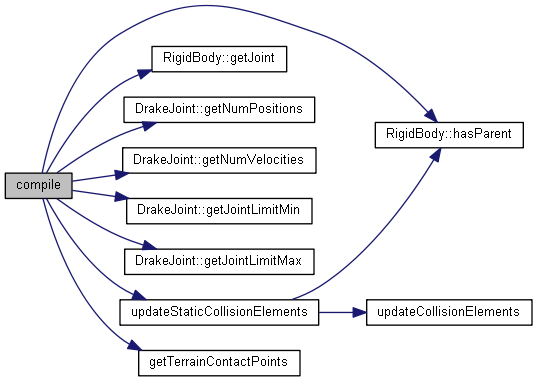 RigidBody::getJoint
DrakeJoint::getNumPositions
RigidBody::hasParent
DrakeJoint::getNumVelocities
compile
DrakeJoint::getJointLimitMin
DrakeJoint::getJointLimitMax
updateStaticCollisionElements
updateCollisionElements
getTerrainContactPoints